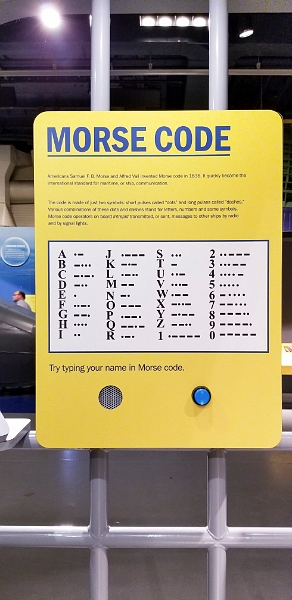 MORSE CODE
Americans Samuel F. B. Morse and Alfred Vail invented Morse code in 1835. It quickly became the
international standard for maritime, or ship, communication.
The code is made of just two symbols: short pulses called "dots," and long pulses called "dashes."
Various combinations of these dots and dashes stand for letters, numbers and some symbols.
Morse code operators on board ships transmitted, or sent, messages to other ships by radio
and by signal lights.
A ·– J ·––– S ··· 2 ··–––
B –··· K –·– T – 3 ···––
C –·–· L ·–·· U ··– 4 ····–
D –·· M –– V ···– 5 ·····
E · N –· W ·–– 6 –····
F ··–· O ––– X –··– 7 ––···
G ––· P ·––· Y –·–– 8 –––··
H ···· Q ––·– Z ––·· 9 ––––·
I ·· R ·–· 1 ·–––– 0 –––––
Try typing your name in Morse code.